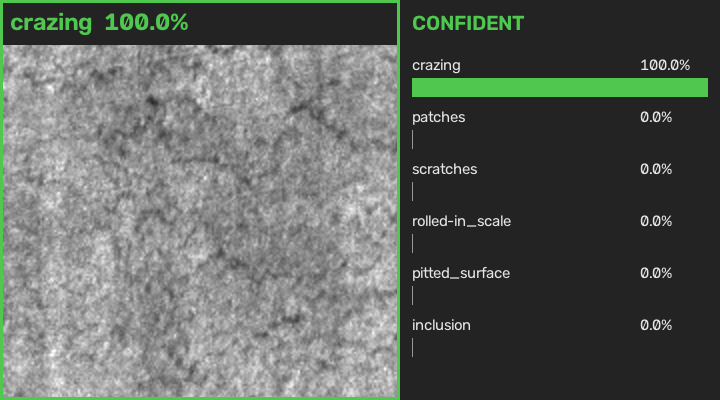 crazing 100.0%
CONFIDENT
crazing 100.0%
patches 0.0%
scratches 0.0%
rolled-in_scale 0.0%
pitted_surface 0.0%
inclusion 0.0%